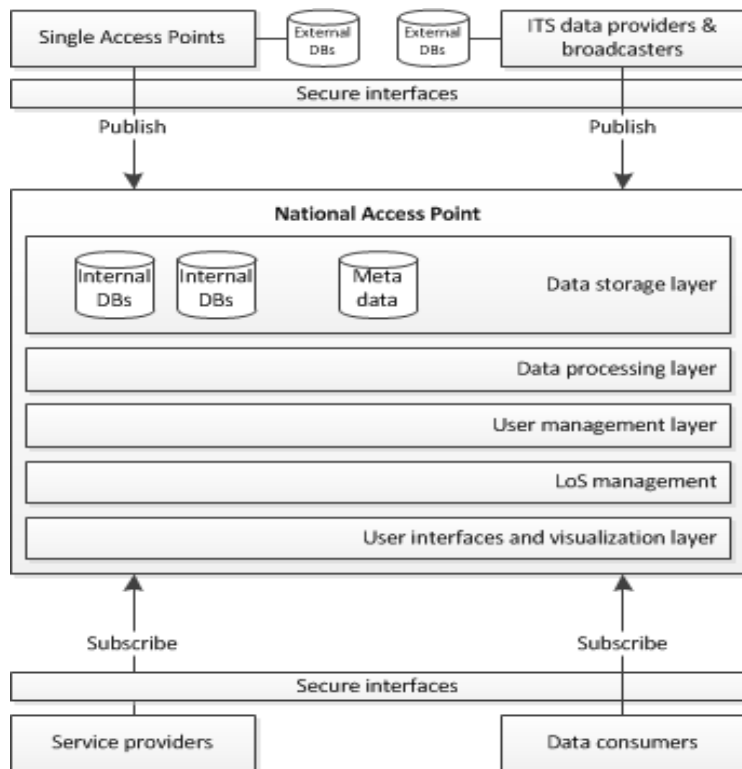 Single Access Points
External
DBs
External
DBs
ITS data providers &
broadcasters
Secure interfaces
Publish
Publish
National Access Point
Internal
DBs
Internal
DBs
Meta
data
Data storage layer
Data processing layer
User management layer
LoS management
User interfaces and visualization layer
Subscribe
Subscribe
Secure interfaces
Service providers
Data consumers